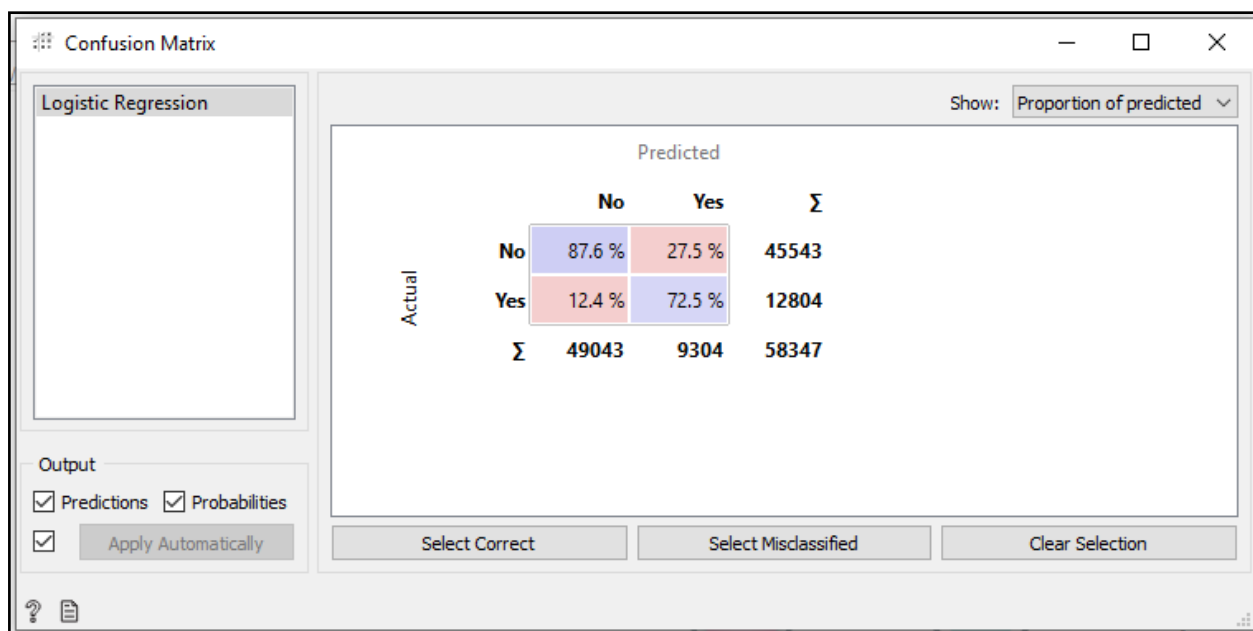 Confusion Matrix
Logistic Regression
Show: Proportion of predicted
Predicted
No Yes Σ
No 87.6 % 27.5 % 45543
Actual
Yes 12.4 % 72.5 % 12804
Σ 49043 9304 58347
Output
Predictions Probabilities
Apply Automatically
Select Correct Select Misclassified Clear Selection
?